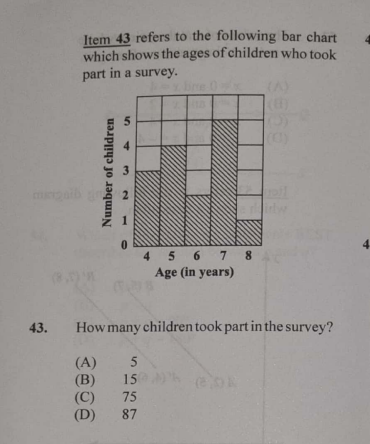 Item 43 refers to the following bar chart
which shows the ages of children who took
part in a survey.
Number of children
5
4
3
2
1
0
4 5 6 7 8
Age (in years)
43. How many children took part in the survey?
(A) 5
(B) 15
(C) 75
(D) 87
4
4